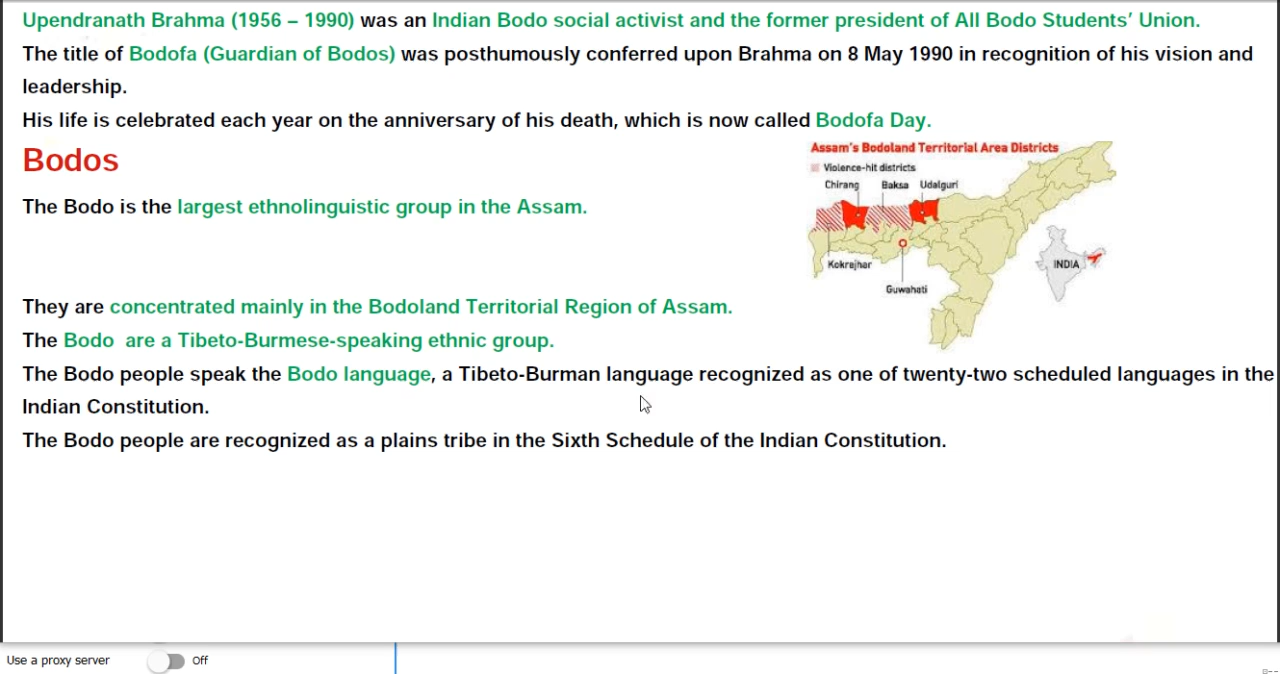 Upendranath Brahma (1956 – 1990) was an Indian Bodo social activist and the former president of All Bodo Students' Union.
The title of Bodofa (Guardian of Bodos) was posthumously conferred upon Brahma on 8 May 1990 in recognition of his vision and
leadership.
His life is celebrated each year on the anniversary of his death, which is now called Bodofa Day.
Bodos
The Bodo is the largest ethnolinguistic group in the Assam.
Assam's Bodoland Territorial Area Districts
Violence-hit districts
Chirang Baksa Udalguri
Kokrajhar
Guwahati
INDIA
They are concentrated mainly in the Bodoland Territorial Region of Assam.
The Bodo are a Tibeto-Burmese-speaking ethnic group.
The Bodo people speak the Bodo language, a Tibeto-Burman language recognized as one of twenty-two scheduled languages in the
Indian Constitution.
The Bodo people are recognized as a plains tribe in the Sixth Schedule of the Indian Constitution.
Use a proxy server Off